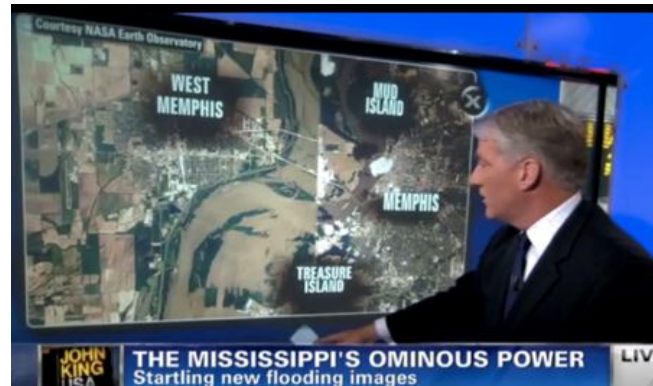 Courtesy NASA Earth Observatory
WEST
MEMPHIS
MUD
ISLAND
MEMPHIS
TREASURE
ISLAND
JOHN
KING
USA
THE MISSISSIPPI'S OMINOUS POWER
Startling new flooding images
LIV